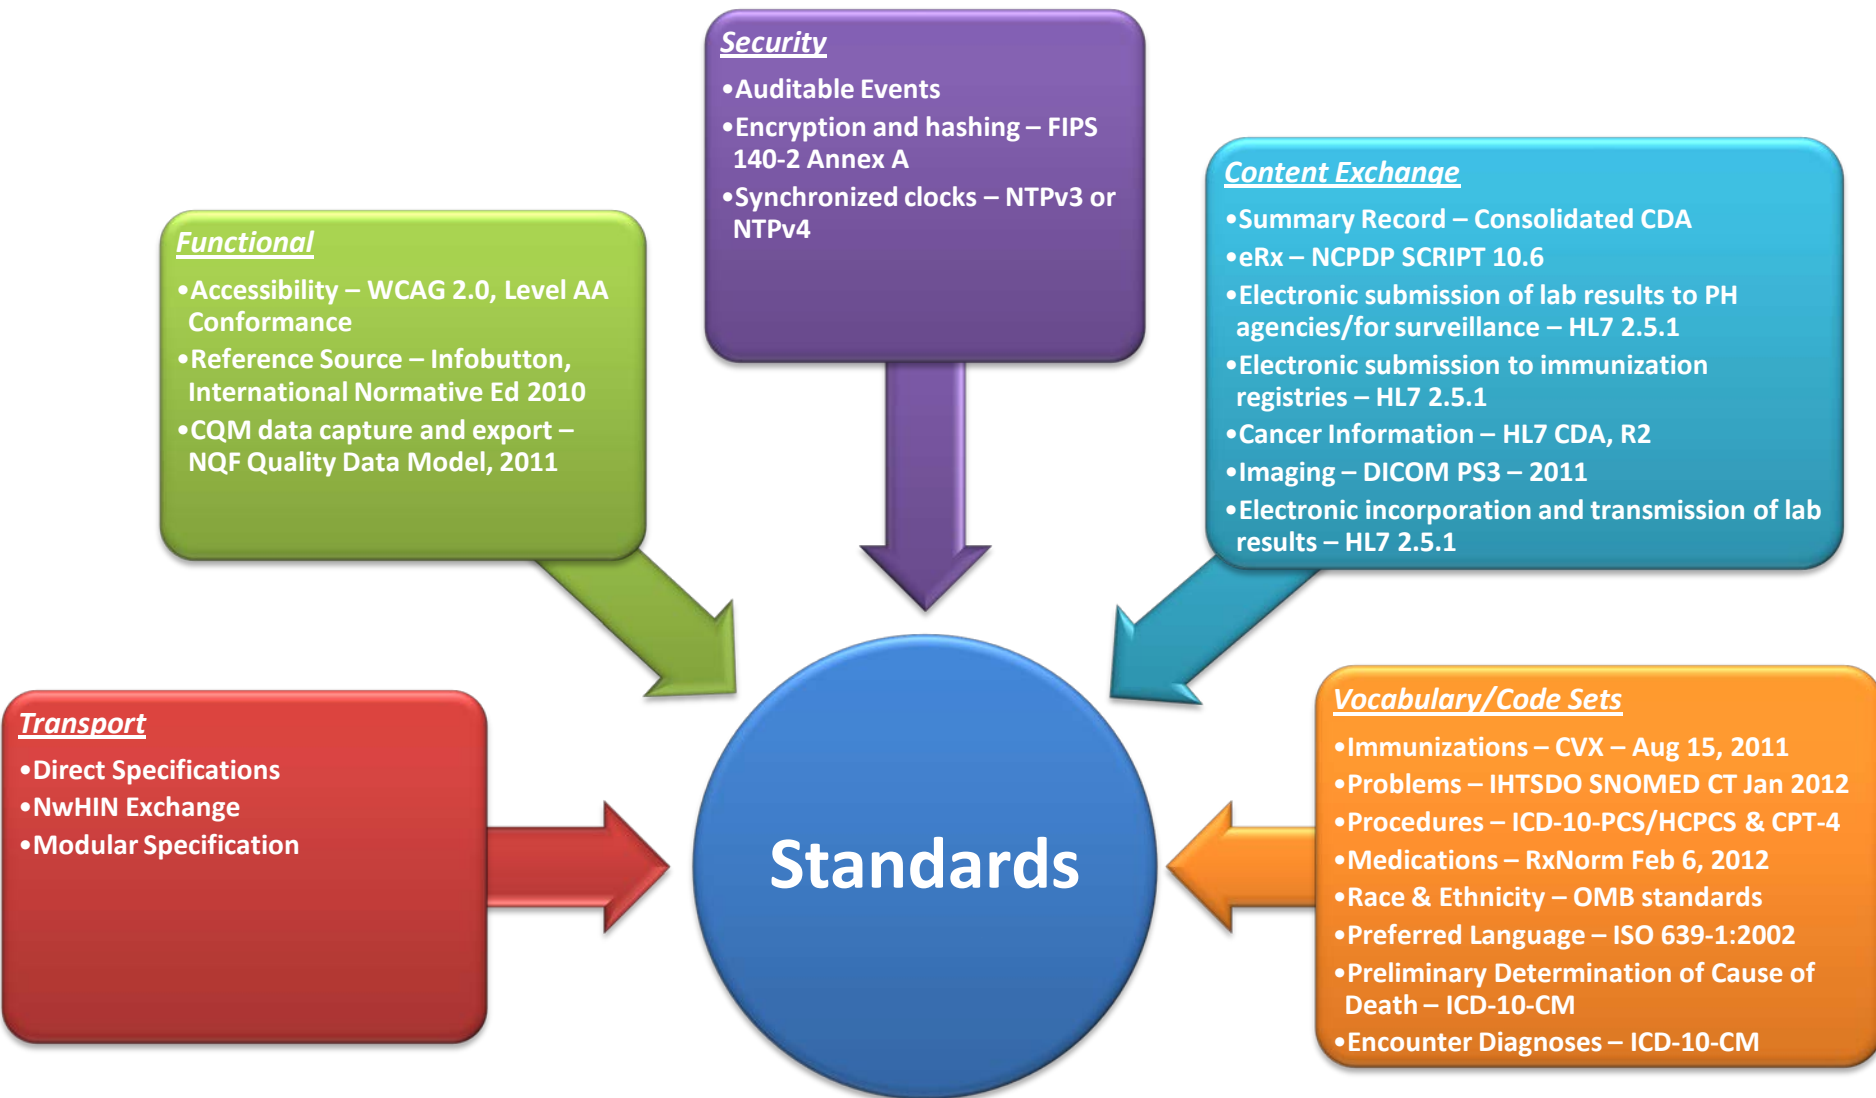 Security
•Auditable Events
•Encryption and hashing – FIPS
140-2 Annex A
•Synchronized clocks – NTPv3 or
NTPv4
Content Exchange
•Summary Record – Consolidated CDA
•eRx – NCPDP SCRIPT 10.6
•Electronic submission of lab results to PH
agencies/for surveillance – HL7 2.5.1
•Electronic submission to immunization
registries – HL7 2.5.1
•Cancer Information – HL7 CDA, R2
•Imaging – DICOM PS3 – 2011
•Electronic incorporation and transmission of lab
results – HL7 2.5.1
Functional
•Accessibility – WCAG 2.0, Level AA
Conformance
•Reference Source – Infobutton,
International Normative Ed 2010
•CQM data capture and export –
NQF Quality Data Model, 2011
Transport
•Direct Specifications
•NwHIN Exchange
•Modular Specification
Standards
Vocabulary/Code Sets
•Immunizations – CVX – Aug 15, 2011
•Problems – IHTSDO SNOMED CT Jan 2012
•Procedures – ICD-10-PCS/HCPCS & CPT-4
•Medications – RxNorm Feb 6, 2012
•Race & Ethnicity – OMB standards
•Preferred Language – ISO 639-1:2002
•Preliminary Determination of Cause of
Death – ICD-10-CM
•Encounter Diagnoses – ICD-10-CM